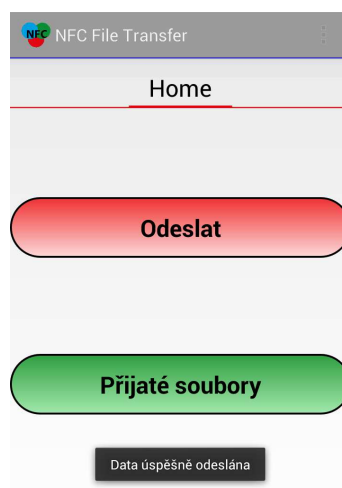 NFC NFC File Transfer
Home
Odeslat
Přijaté soubory
Data úspěšně odeslána